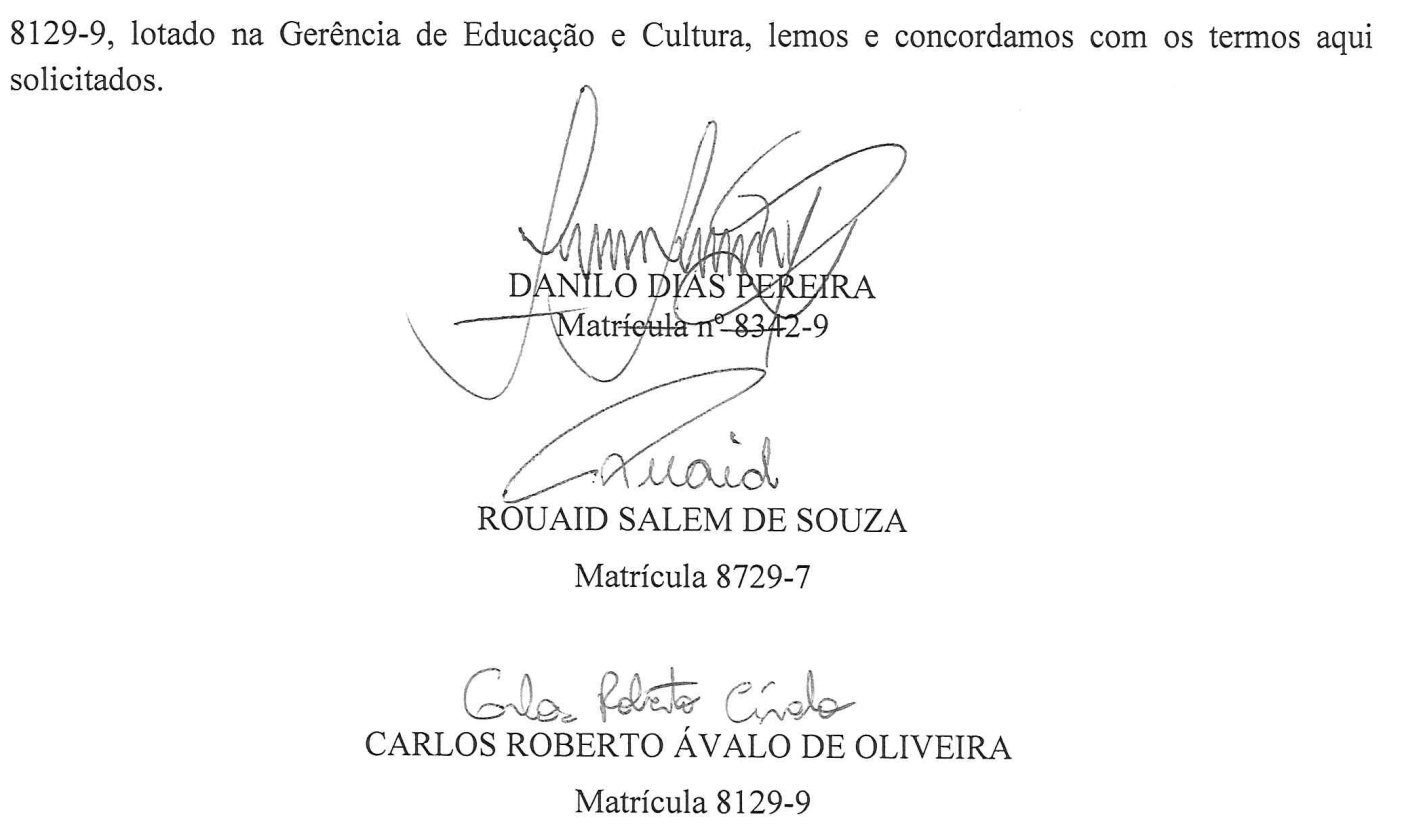 8129-9, lotado na Gerência de Educação e Cultura, lemos e concordamos com os termos aqui
solicitados.
DANILO DIAS PEREIRA
Matrícula nº 8342-9
Rouaid
ROUAID SALEM DE SOUZA
Matrícula 8729-7
Carlos Roberto
CARLOS ROBERTO ÁVALO DE OLIVEIRA
Matrícula 8129-9